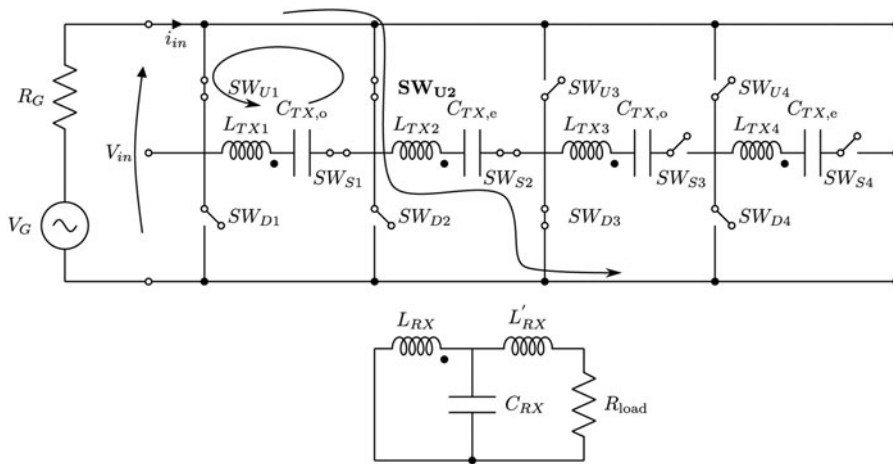 i_in
SW_U1
SW_U2
SW_U3
SW_U4
R_G
C_TX,o
C_TX,e
C_TX,o
C_TX,e
L_TX1
L_TX2
L_TX3
L_TX4
V_in
SW_S1
SW_S2
SW_S3
SW_S4
V_G
SW_D1
SW_D2
SW_D3
SW_D4
L_RX
L'_RX
C_RX
R_load